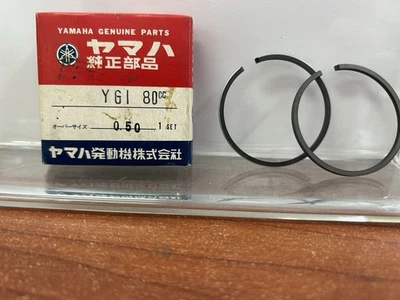 YAMAHA GENUINE PARTS
ヤマハ
純正部品
YG1 80cc
オーバーサイズ 0.50 1 SET
ヤマハ発動機株式会社